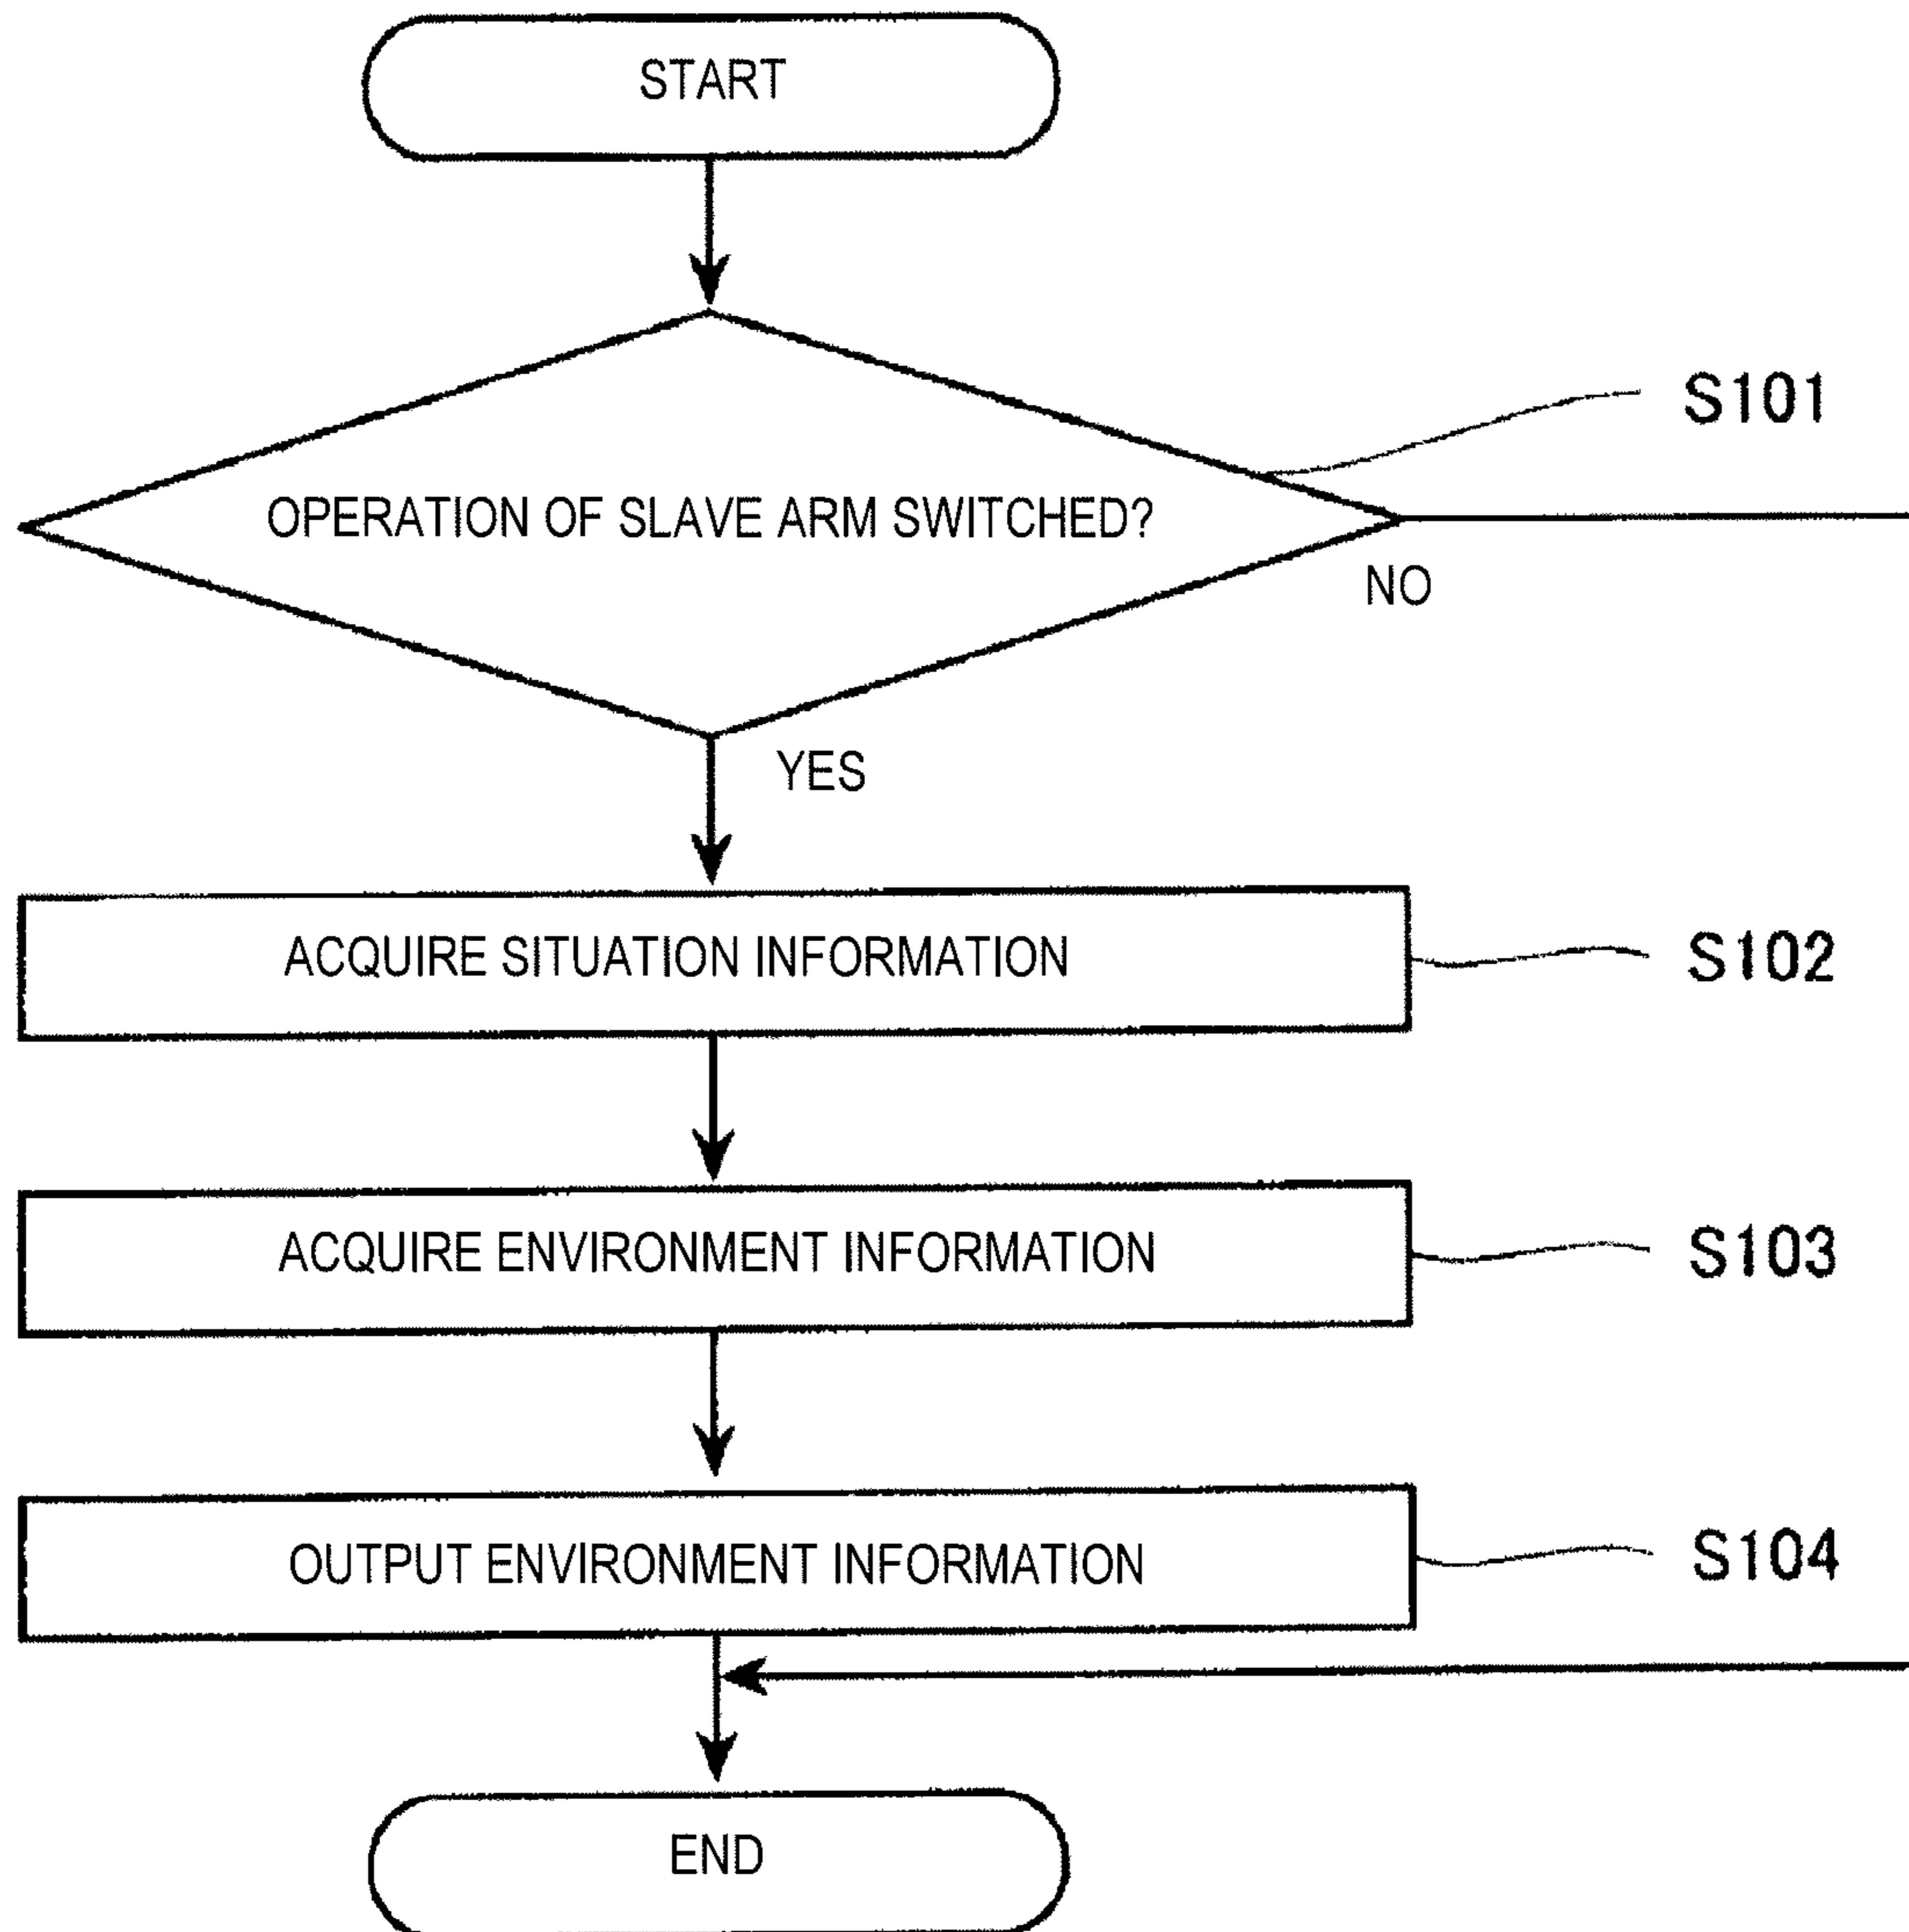 START
S101
OPERATION OF SLAVE ARM SWITCHED?
NO
YES
ACQUIRE SITUATION INFORMATION
S102
ACQUIRE ENVIRONMENT INFORMATION
S103
OUTPUT ENVIRONMENT INFORMATION
S104
END